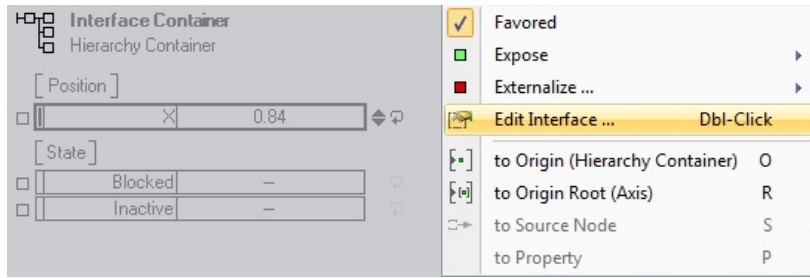 Interface Container
Hierarchy Container
[ Position ]
X 0.84
[ State ]
Blocked –
Inactive –
Favored
Expose
Externalize ...
Edit Interface ... Dbl-Click
to Origin (Hierarchy Container) O
to Origin Root (Axis) R
to Source Node S
to Property P